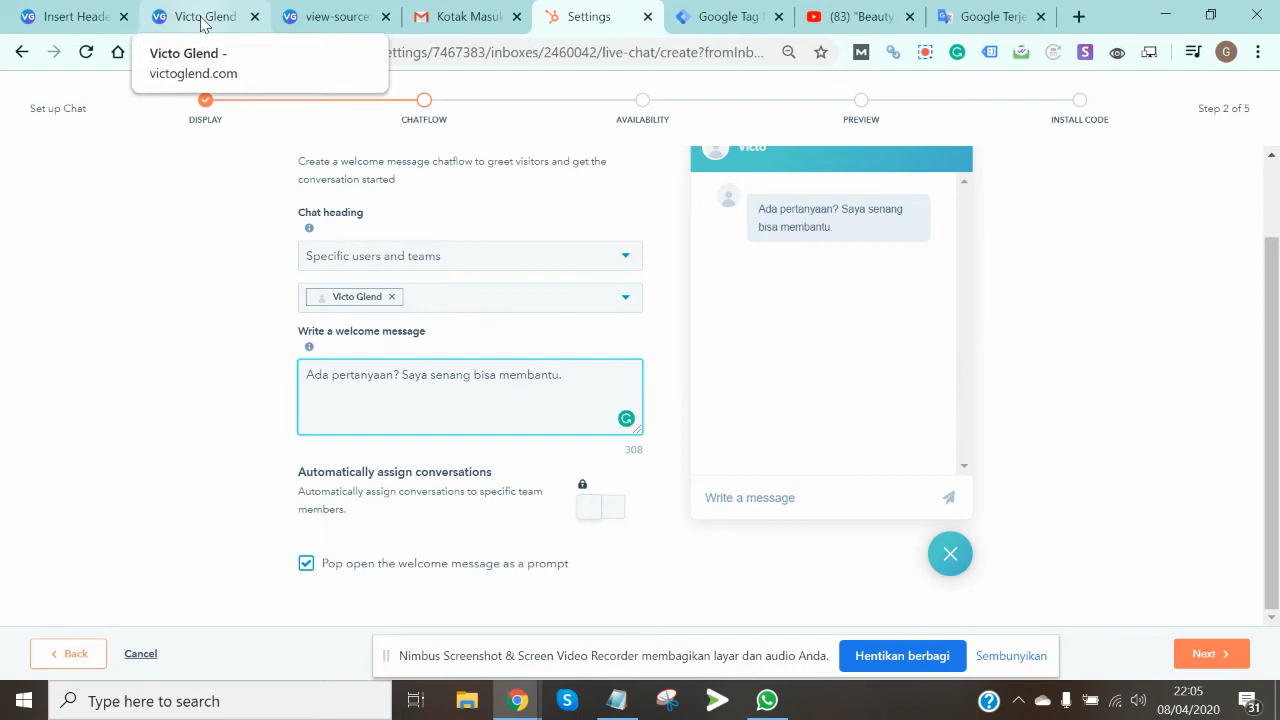 Insert Heade
Victo Glend
view-source
Kotak Masuk
Settings
Google Tag
(83) "Beauty
Google Terje
ettings/7467383/inboxes/2460042/live-chat/create?fromInb...
Victo Glend -
victoglend.com
Set up Chat
DISPLAY
CHATFLOW
AVAILABILITY
PREVIEW
INSTALL CODE
Step 2 of 5
Create a welcome message chatflow to greet visitors and get the
conversation started
Chat heading
Specific users and teams
Victo Glend
Write a welcome message
Ada pertanyaan? Saya senang bisa membantu.
308
Automatically assign conversations
Automatically assign conversations to specific team
members.
Pop open the welcome message as a prompt
Victo
Ada pertanyaan? Saya senang
bisa membantu.
Write a message
Back
Cancel
Nimbus Screenshot & Screen Video Recorder membagikan layar dan audio Anda.
Hentikan berbagi
Sembunyikan
Next
Type here to search
22:05
08/04/2020
31